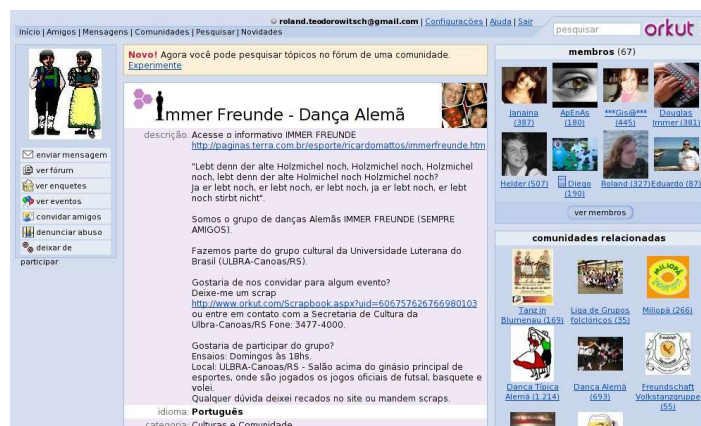 roland.teodorowitsch@gmail.com | Configurações | Ajuda | Sair
Início | Amigos | Mensagens | Comunidades | Pesquisar | Novidades
pesquisar
orkut
Novo! Agora você pode pesquisar tópicos no fórum de uma comunidade.
Experimente
enviar mensagem
ver fórum
ver enquetes
ver eventos
convidar amigos
denunciar abuso
deixar de
participar
Immer Freunde - Dança Alemã
descrição: Acesse o informativo IMMER FREUNDE
http://paginas.terra.com.br/esporte/ricardomattos/immerfreunde.htm
"Lebt denn der alte Holzmichel noch, Holzmichel noch, Holzmichel
noch, lebt denn der alte Holmichel noch Holzmichel noch?
Ja er lebt noch, er lebt noch, er lebt noch, ja er lebt noch, er lebt
noch stirbt nicht".
Somos o grupo de danças Alemãs IMMER FREUNDE (SEMPRE
AMIGOS).
Fazemos parte do grupo cultural da Universidade Luterana do
Brasil (ULBRA-Canoas/RS).
Gostaria de nos convidar para algum evento?
Deixe-me um scrap
http://www.orkut.com/Scrapbook.aspx?uid=606757626766980103
ou entre em contato com a Secretaria de Cultura da
Ulbra-Canoas/RS Fone: 3477-4000.
Gostaria de participar do grupo?
Ensaios: Domingos às 18hs.
Local: ULBRA-Canoas/RS - Salão acima do ginásio principal de
esportes, onde são jogados os jogos oficiais de futsal, basquete e
volei.
Qualquer dúvida deixei recados no site ou mandem scraps.
idioma: Português
categoria: Culturas e Comunidade
membros (67)
Janaina
(387)
ApEnAs
(180)
***Gis@***
(445)
Douglas
Immer (381)
Helder (507)
Diego
(190)
Roland (327)
Eduardo (87)
ver membros
comunidades relacionadas
Tanz in
Blumenau (169)
Liga de Grupos
folclóricos (35)
MILIOPÃ
Miliopã (266)
Dança Típica
Alemã (1.214)
Dança Alemã
(693)
Freundschaft
Volkstanzgruppe
(55)